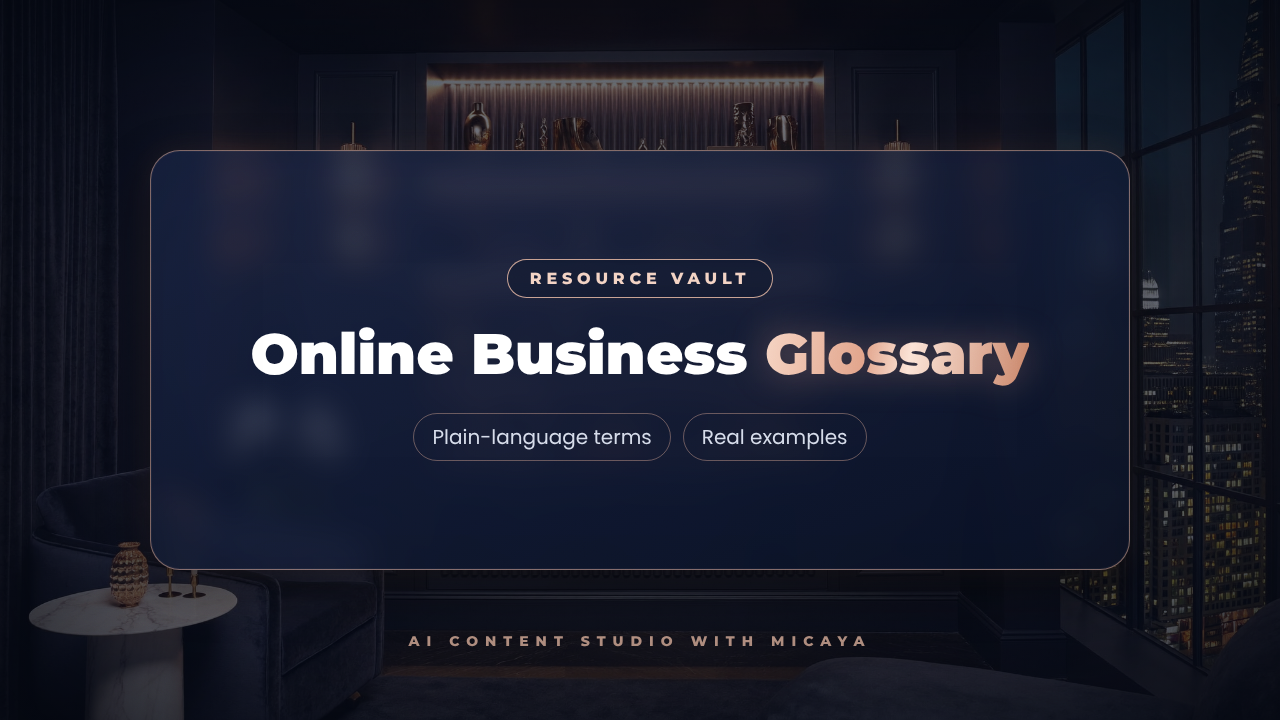 RESOURCE VAULT
Online Business Glossary
Plain-language terms
Real examples
AI CONTENT STUDIO WITH MICAYA